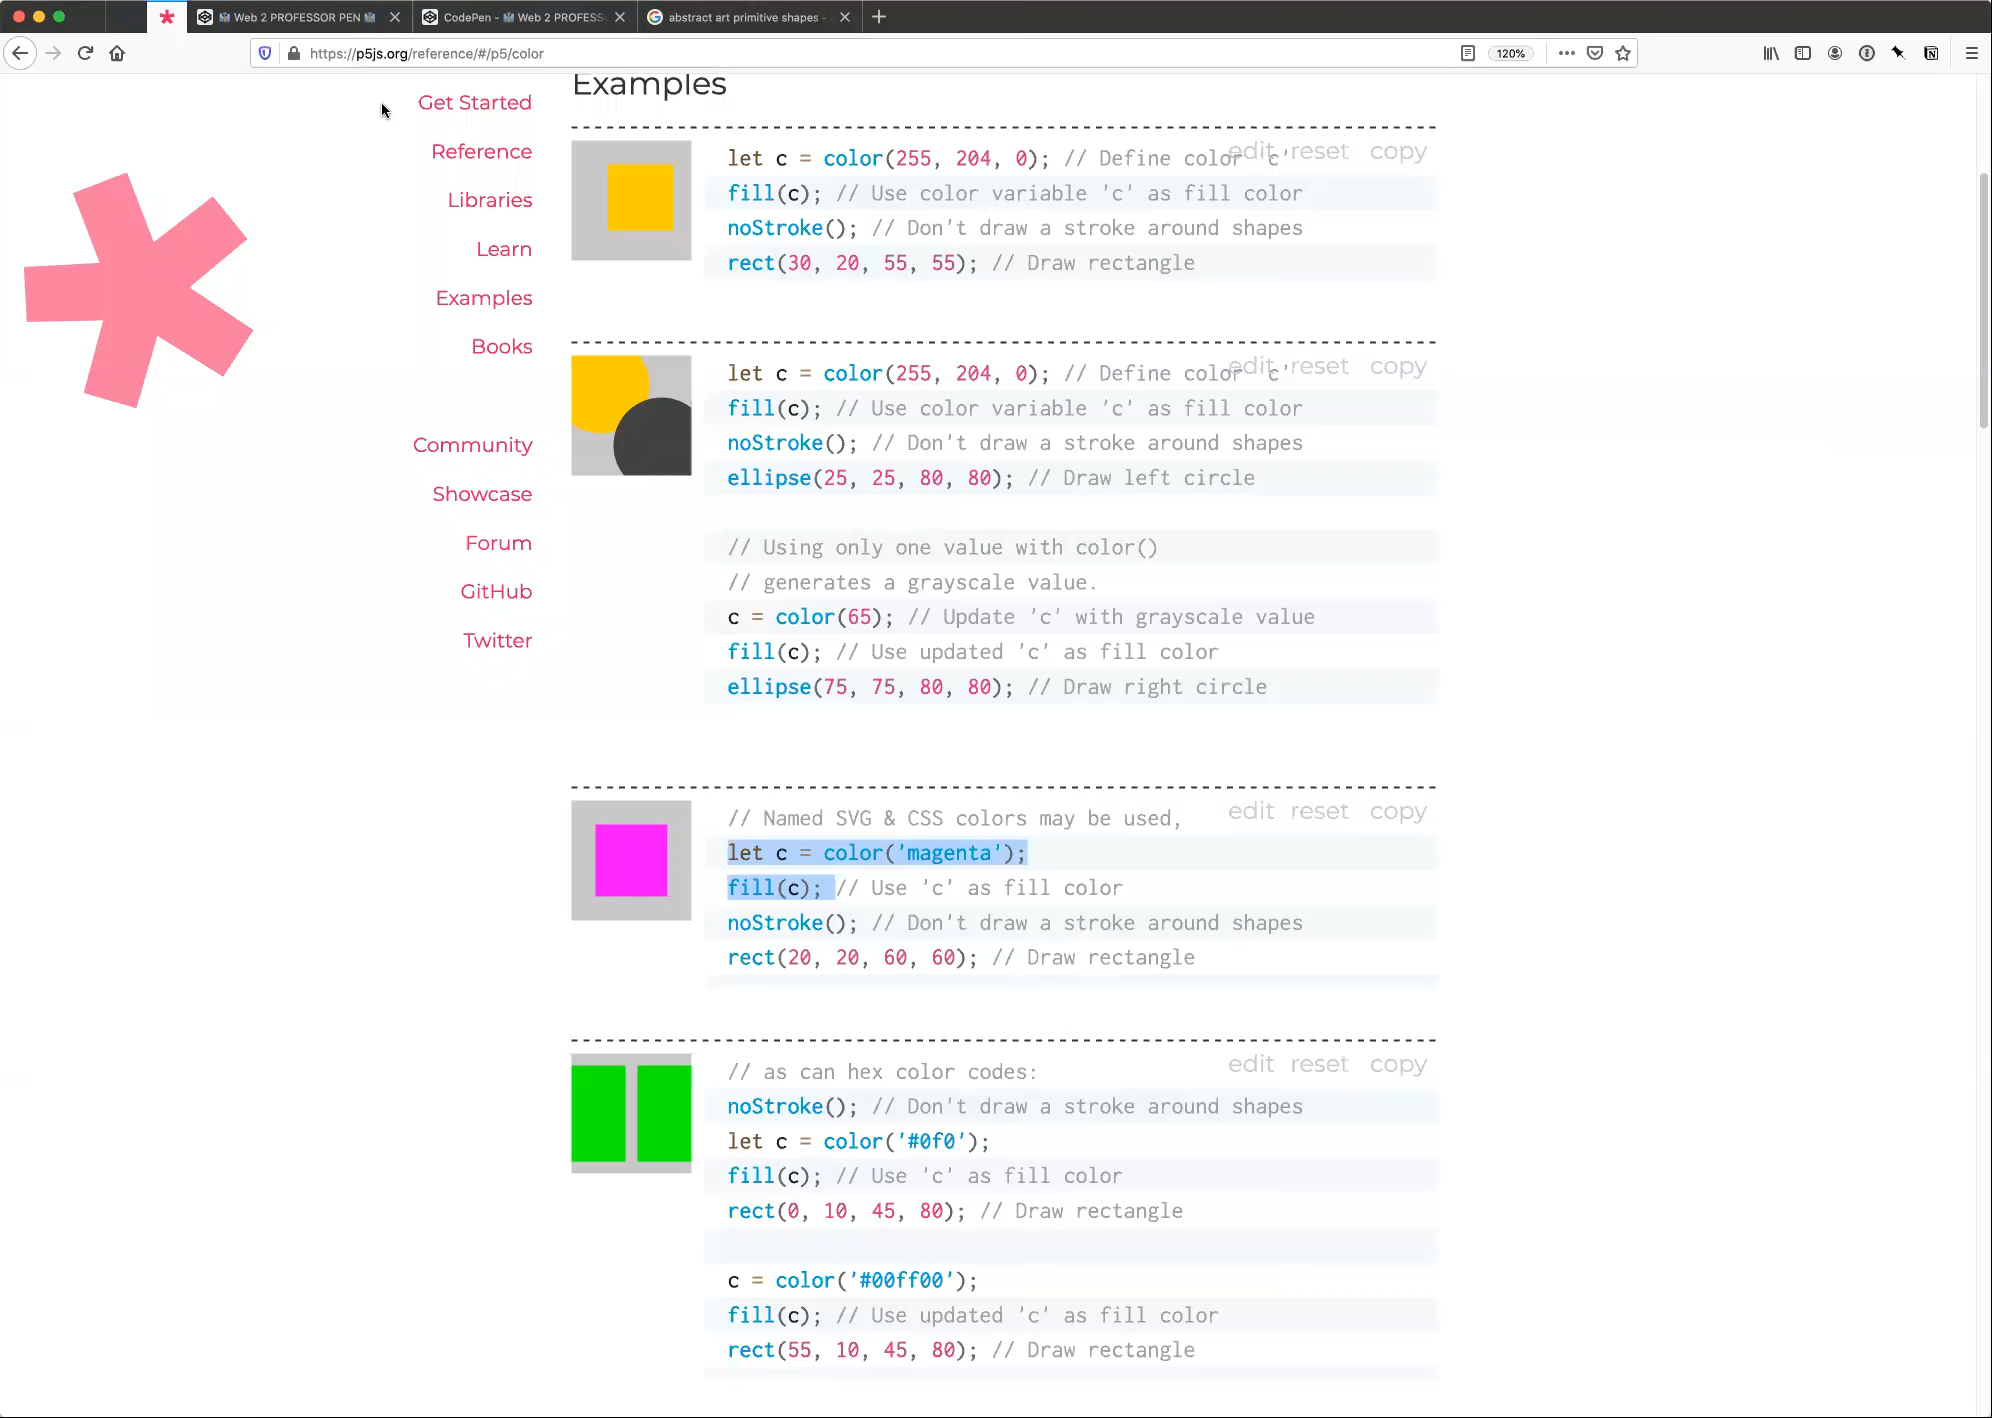 Web 2 PROFESSOR PEN
CodePen - Web 2 PROFESS
abstract art primitive shapes -
https://p5js.org/reference/#/p5/color
120%
Get Started
Reference
Libraries
Learn
Examples
Books
Community
Showcase
Forum
GitHub
Twitter
Examples
edit reset copy
let c = color(255, 204, 0); // Define color 'c'
fill(c); // Use color variable 'c' as fill color
noStroke(); // Don't draw a stroke around shapes
rect(30, 20, 55, 55); // Draw rectangle
edit reset copy
let c = color(255, 204, 0); // Define color 'c'
fill(c); // Use color variable 'c' as fill color
noStroke(); // Don't draw a stroke around shapes
ellipse(25, 25, 80, 80); // Draw left circle
// Using only one value with color()
// generates a grayscale value.
c = color(65); // Update 'c' with grayscale value
fill(c); // Use updated 'c' as fill color
ellipse(75, 75, 80, 80); // Draw right circle
edit reset copy
// Named SVG & CSS colors may be used,
let c = color('magenta');
fill(c); // Use 'c' as fill color
noStroke(); // Don't draw a stroke around shapes
rect(20, 20, 60, 60); // Draw rectangle
edit reset copy
// as can hex color codes:
noStroke(); // Don't draw a stroke around shapes
let c = color('#0f0');
fill(c); // Use 'c' as fill color
rect(0, 10, 45, 80); // Draw rectangle
c = color('#00ff00');
fill(c); // Use updated 'c' as fill color
rect(55, 10, 45, 80); // Draw rectangle